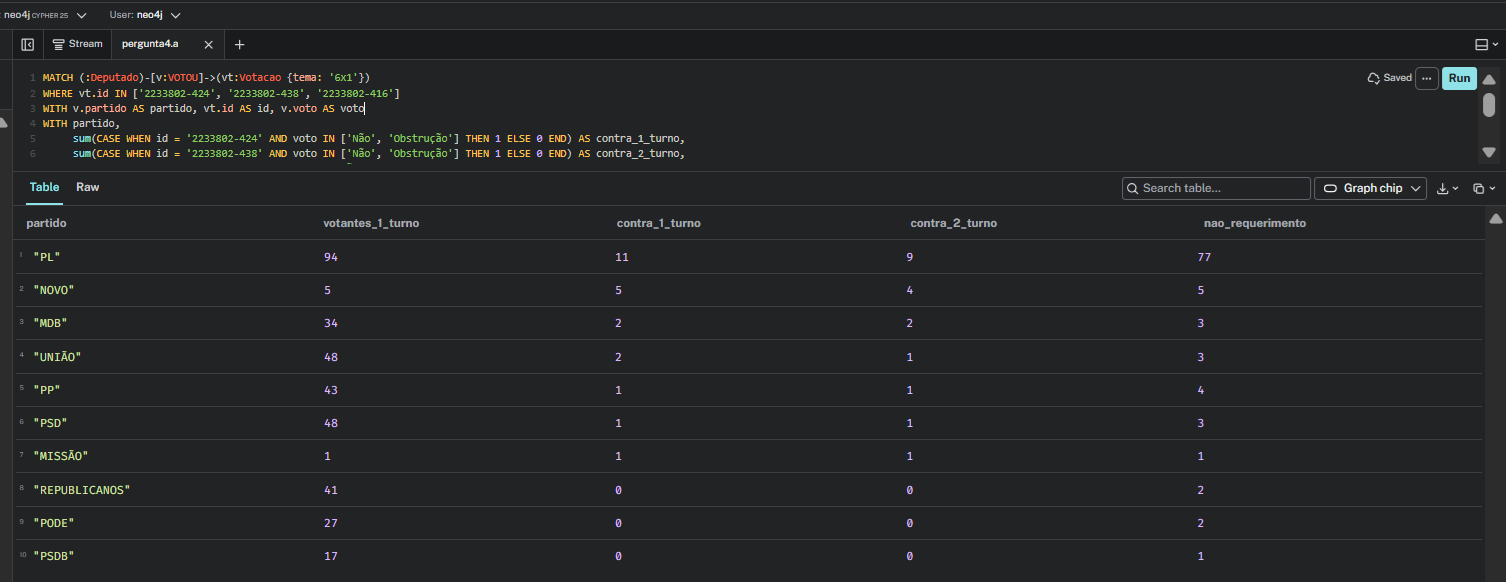 neo4j CYPHER 25 User: neo4j
Stream pergunta4.a
1 MATCH (:Deputado)-[v:VOTOU]->(vt:Votacao {tema: '6x1'})
2 WHERE vt.id IN ['2233802-424', '2233802-438', '2233802-416']
3 WITH v.partido AS partido, vt.id AS id, v.voto AS voto
4 WITH partido,
5 sum(CASE WHEN id = '2233802-424' AND voto IN ['Não', 'Obstrução'] THEN 1 ELSE 0 END) AS contra_1_turno,
6 sum(CASE WHEN id = '2233802-438' AND voto IN ['Não', 'Obstrução'] THEN 1 ELSE 0 END) AS contra_2_turno,
Saved ... Run
Table Raw
Search table... Graph chip
partido votantes_1_turno contra_1_turno contra_2_turno nao_requerimento
1 "PL" 94 11 9 77
2 "NOVO" 5 5 4 5
3 "MDB" 34 2 2 3
4 "UNIÃO" 48 2 1 3
5 "PP" 43 1 1 4
6 "PSD" 48 1 1 3
7 "MISSÃO" 1 1 1 1
8 "REPUBLICANOS" 41 0 0 2
9 "PODE" 27 0 0 2
10 "PSDB" 17 0 0 1